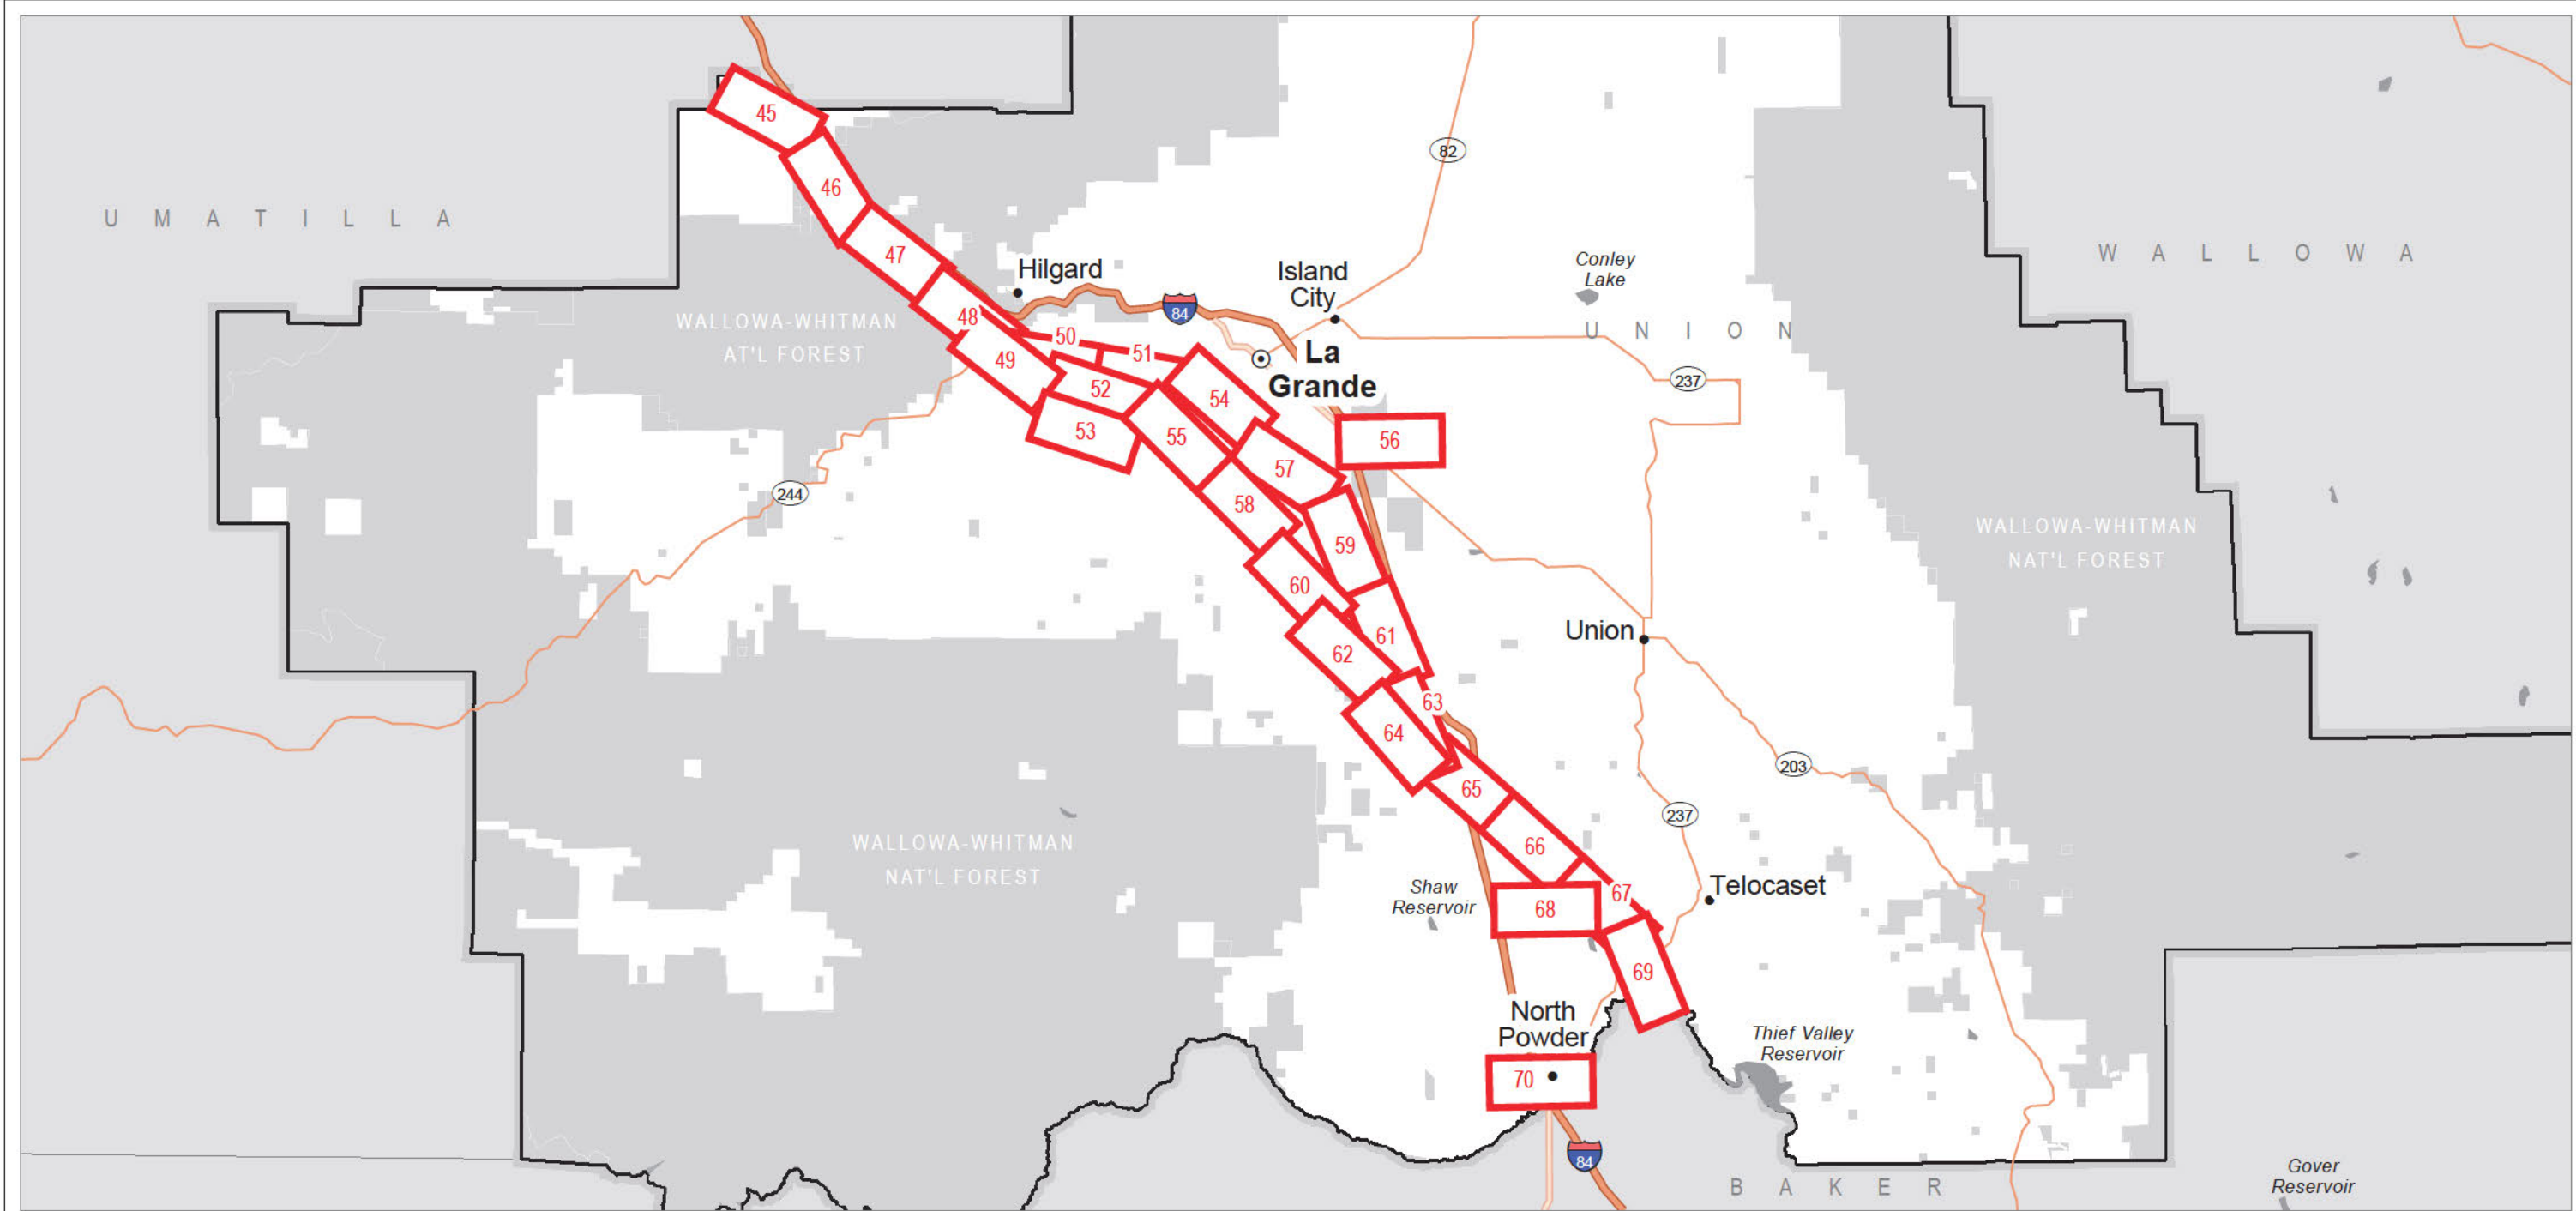 45
82
46
U M A T I L L A
W A L L O W A
47
Hilgard
Island
City
Conley
Lake
84
48
WALLOWA-WHITMAN
AT'L FOREST
U N I O N
50
51
49
La
Grande
237
52
54
53
55
56
57
244
58
WALLOWA-WHITMAN
NAT'L FOREST
59
60
61
Union
62
63
64
203
65
237
66
WALLOWA-WHITMAN
NAT'L FOREST
Shaw
Reservoir
67
Telocaset
68
69
North
Powder
Thief Valley
Reservoir
70
84
B A K E R
Gover
Reservoir